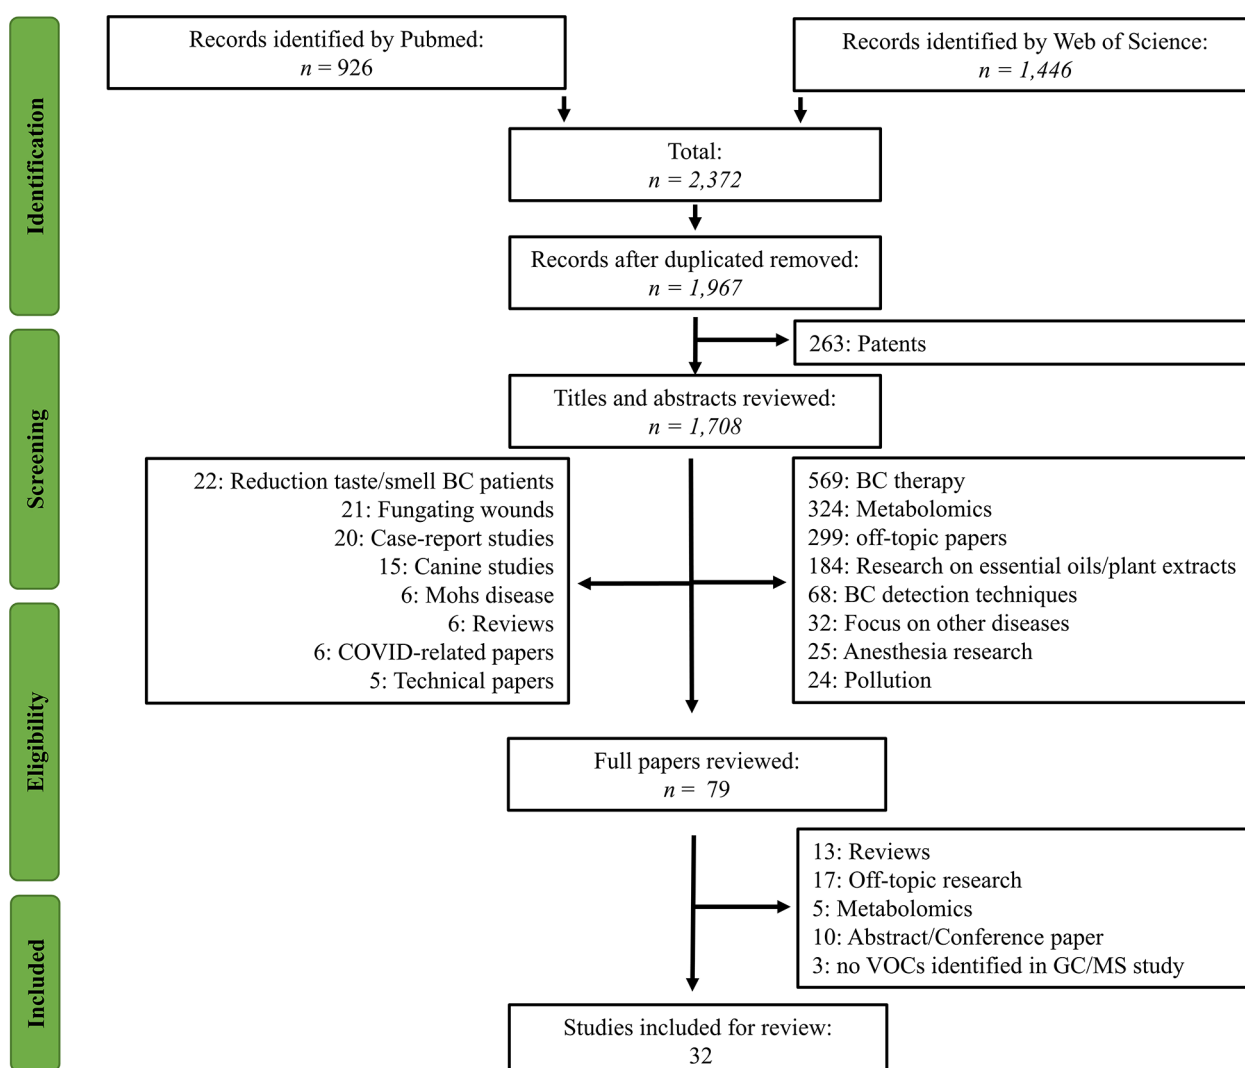 Identification
Records identified by Pubmed:
n = 926
Records identified by Web of Science:
n = 1,446
Total:
n = 2,372
Records after duplicated removed:
n = 1,967
Screening
263: Patents
Titles and abstracts reviewed:
n = 1,708
22: Reduction taste/smell BC patients
21: Fungating wounds
20: Case-report studies
15: Canine studies
6: Mohs disease
6: Reviews
6: COVID-related papers
5: Technical papers
569: BC therapy
324: Metabolomics
299: off-topic papers
184: Research on essential oils/plant extracts
68: BC detection techniques
32: Focus on other diseases
25: Anesthesia research
24: Pollution
Eligibility
Full papers reviewed:
n = 79
13: Reviews
17: Off-topic research
5: Metabolomics
10: Abstract/Conference paper
3: no VOCs identified in GC/MS study
Included
Studies included for review:
32